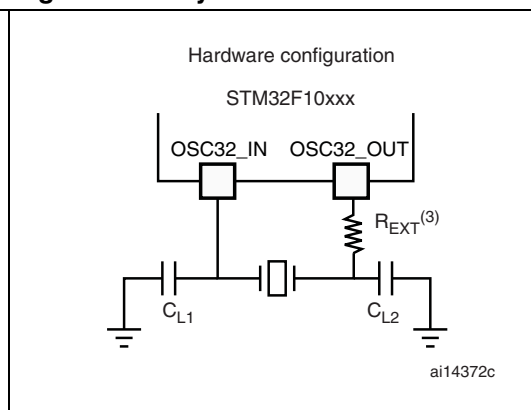 Hardware configuration
STM32F10xxx
OSC32_IN OSC32_OUT
REXT(3)
CL1 CL2
ai14372c